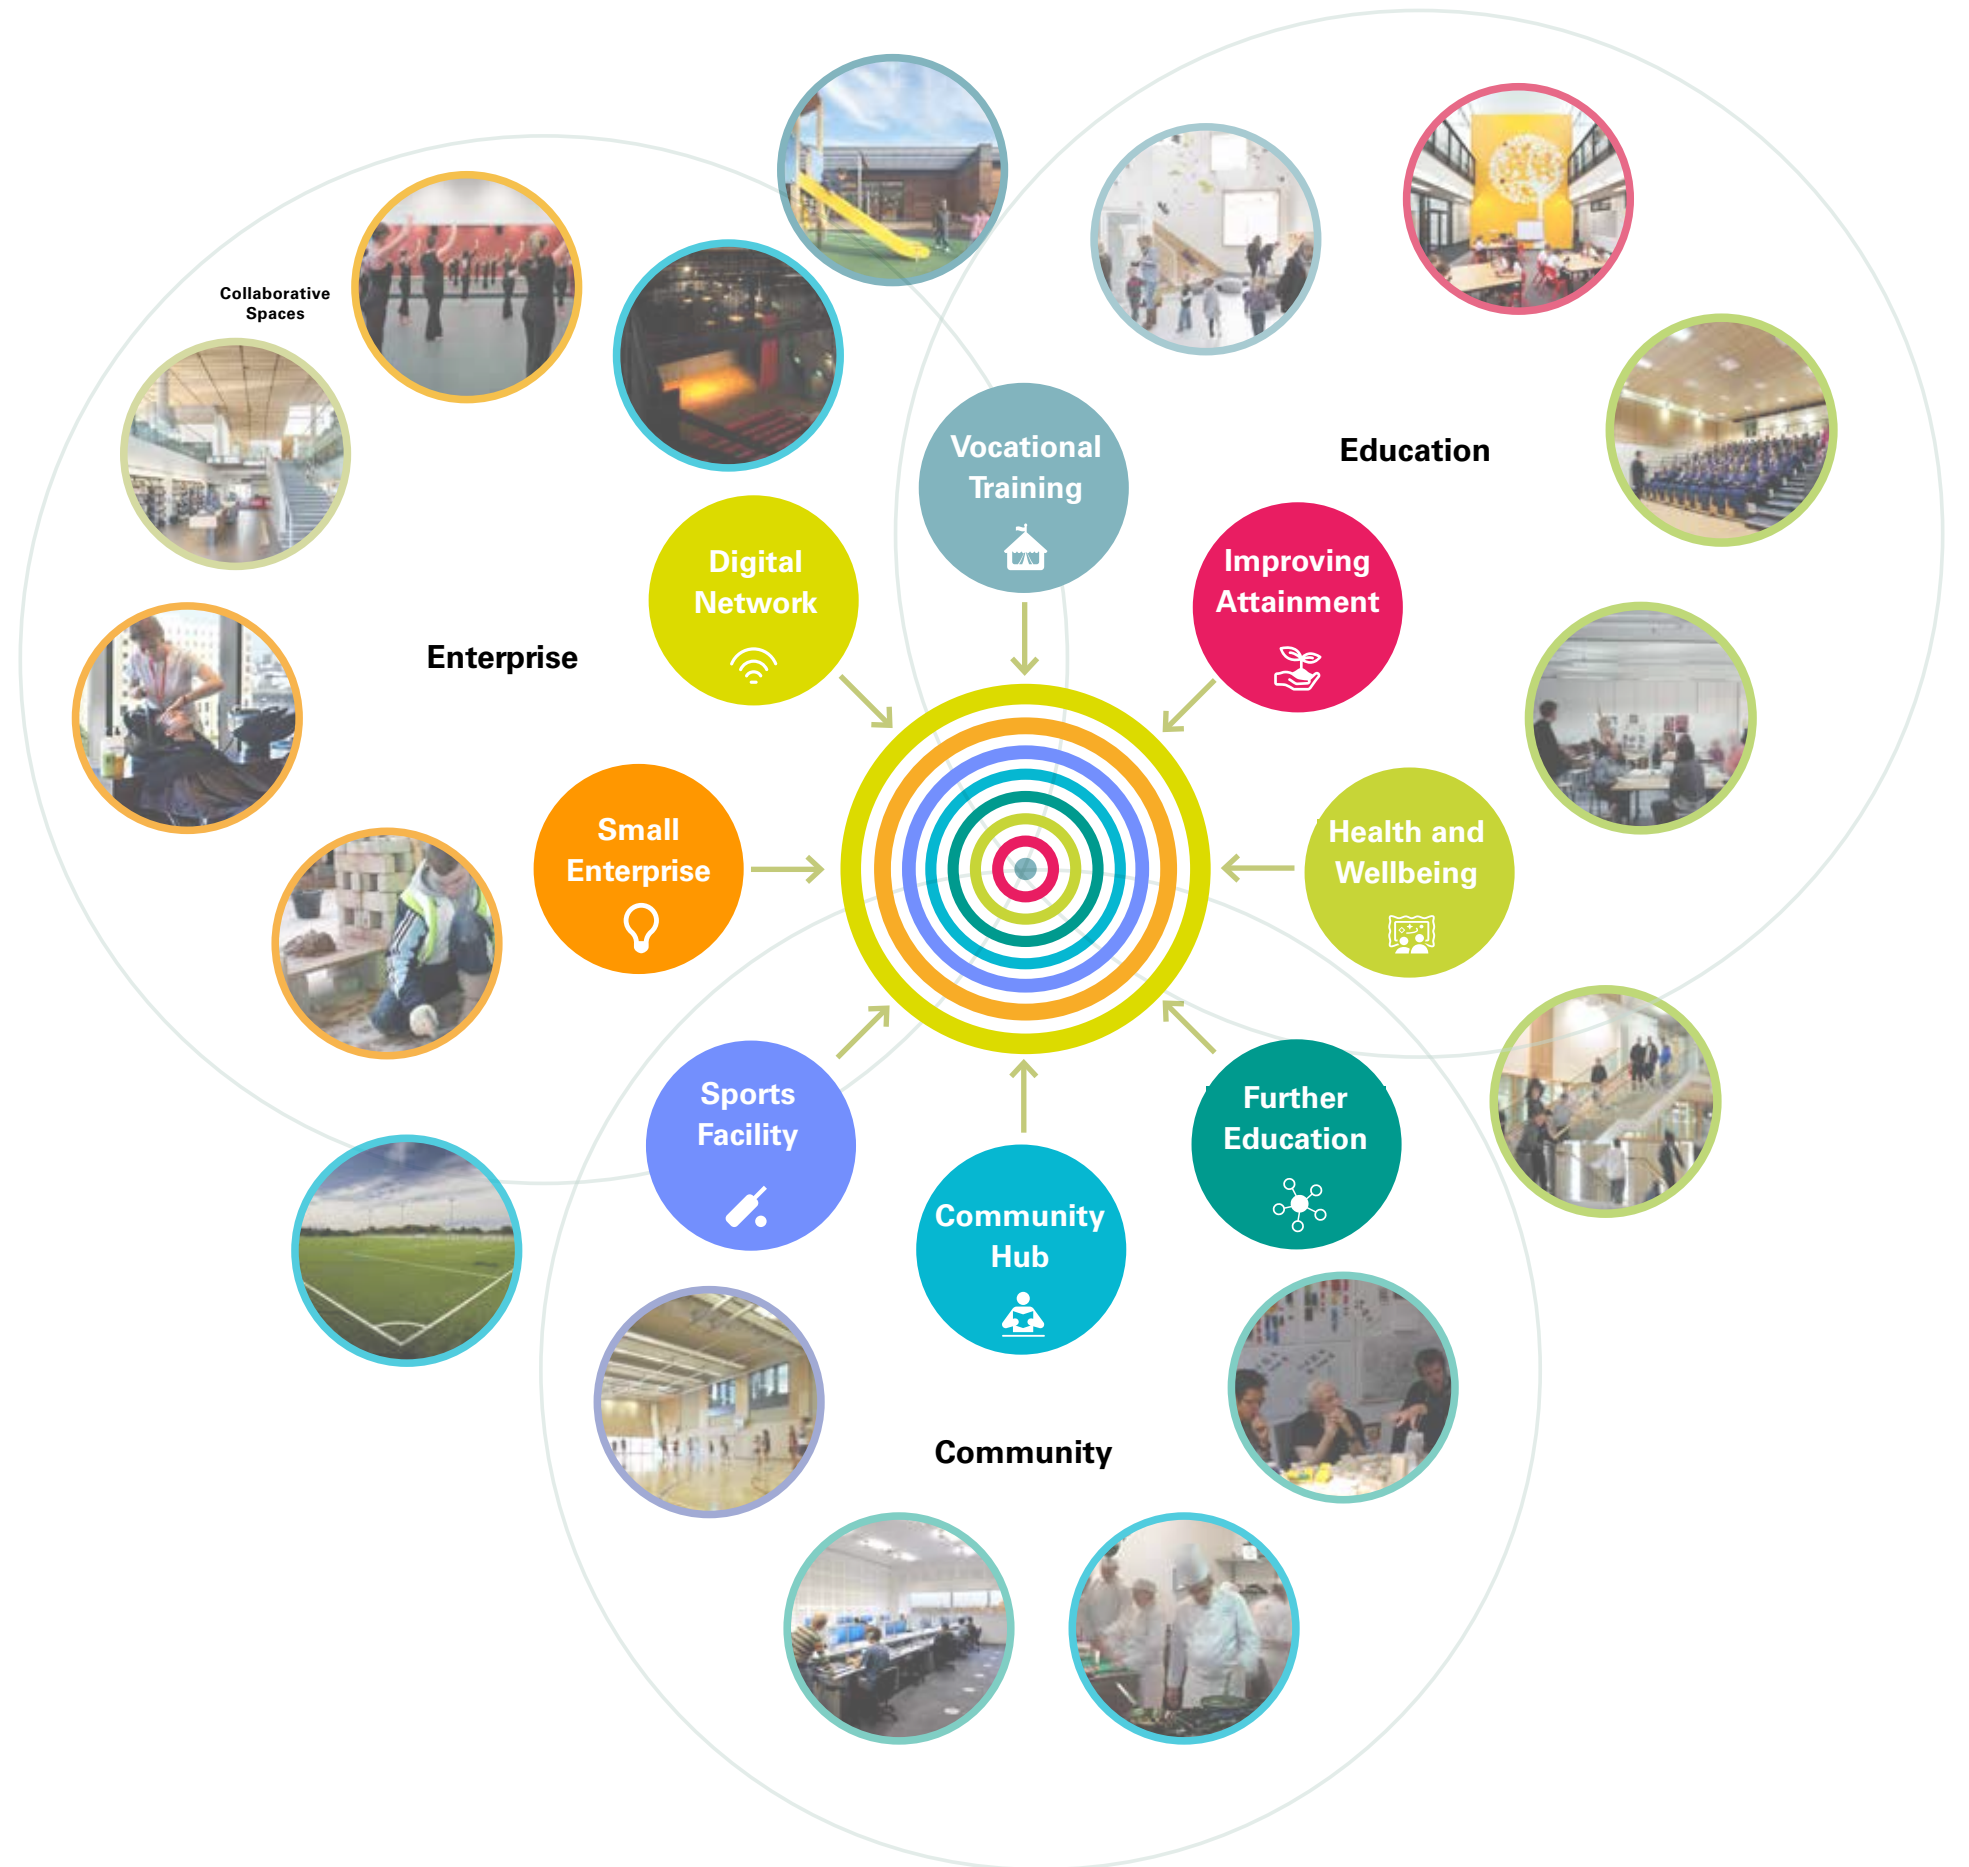 Collaborative
Spaces
Vocational
Training
Education
Digital
Network
Improving
Attainment
Enterprise
Small
Enterprise
Health and
Wellbeing
Sports
Facility
Further
Education
Community
Hub
Community